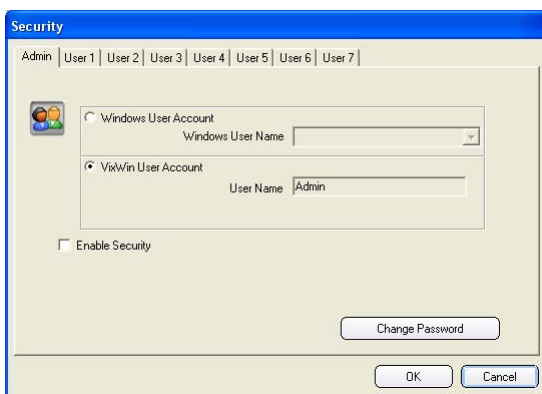 Security
Admin User 1 User 2 User 3 User 4 User 5 User 6 User 7
Windows User Account
Windows User Name
VixWin User Account
User Name Admin
Enable Security
Change Password
OK Cancel